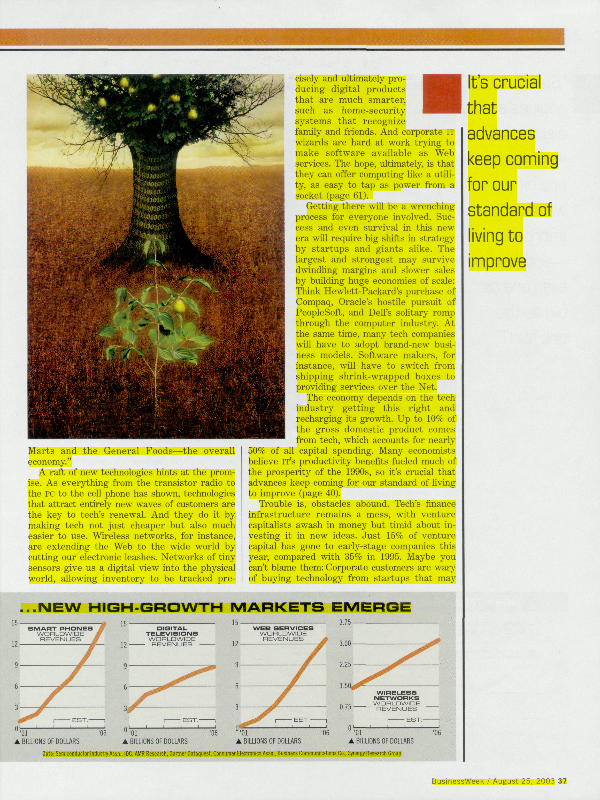 cisely and ultimately pro-
ducing digital products
that are much smarter,
such as home-security
systems that recognize
family and friends. And corporate IT
wizards are hard at work trying to
make software available as Web
services. The hope, ultimately, is that
they can offer computing like a utili-
ty, as easy to tap as power from a
socket (page 61).
Getting there will be a wrenching
process for everyone involved. Suc-
cess and even survival in this new
era will require big shifts in strategy
by startups and giants alike. The
largest and strongest may survive
dwindling margins and slower sales
by building huge economies of scale:
Think Hewlett-Packard's purchase of
Compaq, Oracle's hostile pursuit of
PeopleSoft, and Dell's solitary romp
through the computer industry. At
the same time, many tech companies
will have to adopt brand-new busi-
ness models. Software makers, for
instance, will have to switch from
shipping shrink-wrapped boxes to
providing services over the Net.
The economy depends on the tech
industry getting this right and
recharging its growth. Up to 10% of
the gross domestic product comes
from tech, which accounts for nearly
It's crucial
that
advances
keep coming
for our
standard of
living to
improve
Marts and the General Foods—the overall
economy."
A raft of new technologies hints at the prom-
ise. As everything from the transistor radio to
the PC to the cell phone has shown, technologies
that attract entirely new waves of customers are
the key to tech's renewal. And they do it by
making tech not just cheaper but also much
easier to use. Wireless networks, for instance,
are extending the Web to the wide world by
cutting our electronic leashes. Networks of tiny
sensors give us a digital view into the physical
world, allowing inventory to be tracked pre-
50% of all capital spending. Many economists
believe IT's productivity benefits fueled much of
the prosperity of the 1990s, so it's crucial that
advances keep coming for our standard of living
to improve (page 40).
Trouble is, obstacles abound. Tech's finance
infrastructure remains a mess, with venture
capitalists awash in money but timid about in-
vesting it in new ideas. Just 15% of venture
capital has gone to early-stage companies this
year, compared with 35% in 1995. Maybe you
can't blame them: Corporate customers are wary
of buying technology from startups that may
...NEW HIGH-GROWTH MARKETS EMERGE
SMART PHONES
WORLDWIDE
REVENUES
15
12
9
6
3
0
EST.
'01 '06
▲ BILLIONS OF DOLLARS
DIGITAL
TELEVISIONS
WORLDWIDE
REVENUES
15
12
9
6
3
0
EST.
'01 '06
▲ BILLIONS OF DOLLARS
WEB SERVICES
WORLDWIDE
REVENUES
15
12
9
6
3
0
EST.
'01 '06
▲ BILLIONS OF DOLLARS
WIRELESS
NETWORKS
WORLDWIDE
REVENUES
3.75
3.00
2.25
1.50
0.75
0
EST.
'01 '06
▲ BILLIONS OF DOLLARS
Data: Semiconductor Industry Assn., IDC, AMR Research, Gartner Dataquest, Consumer Electronics Assn., Business Communications Co., Synergy Research Group
BusinessWeek / August 25, 2003 37